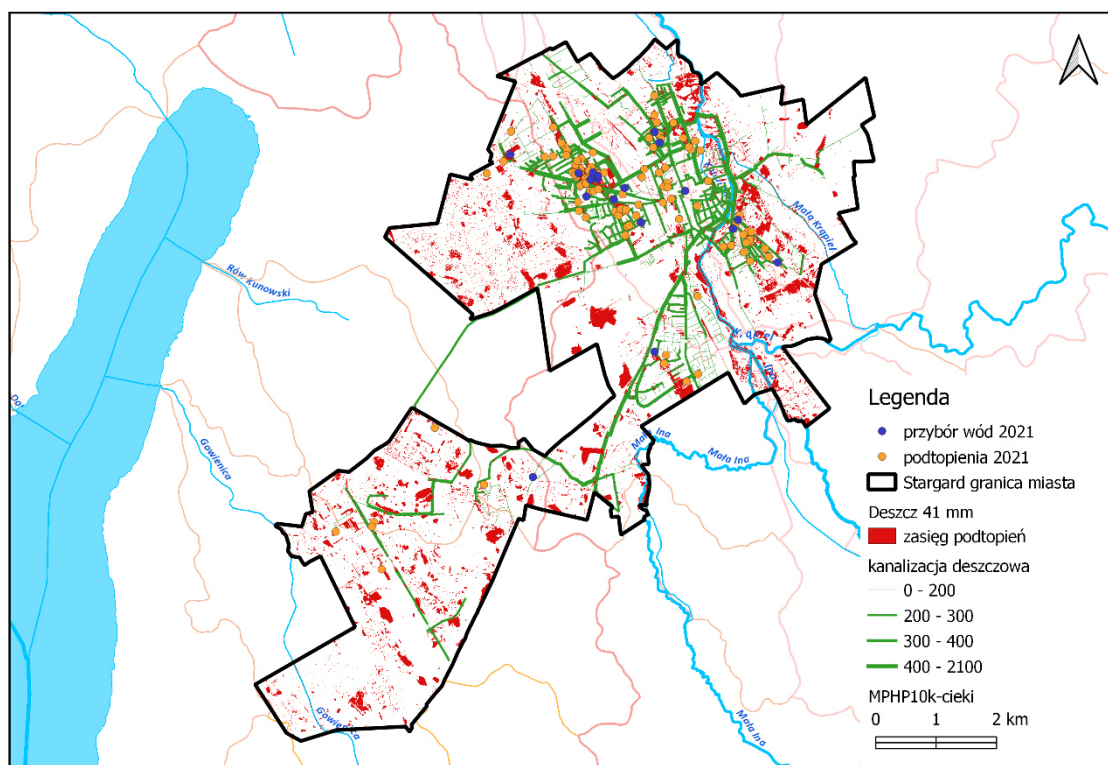 Rów Kunowski
Gowienica
Mała Krąpiel
Mała Ina
Mała Ina
Gowienica
Mała Ina
Legenda
przybór wód 2021
podtopienia 2021
Stargard granica miasta
Deszcz 41 mm
zasięg podtopień
kanalizacja deszczowa
0 - 200
200 - 300
300 - 400
400 - 2100
MPHP10k-cieki
0 1 2 km